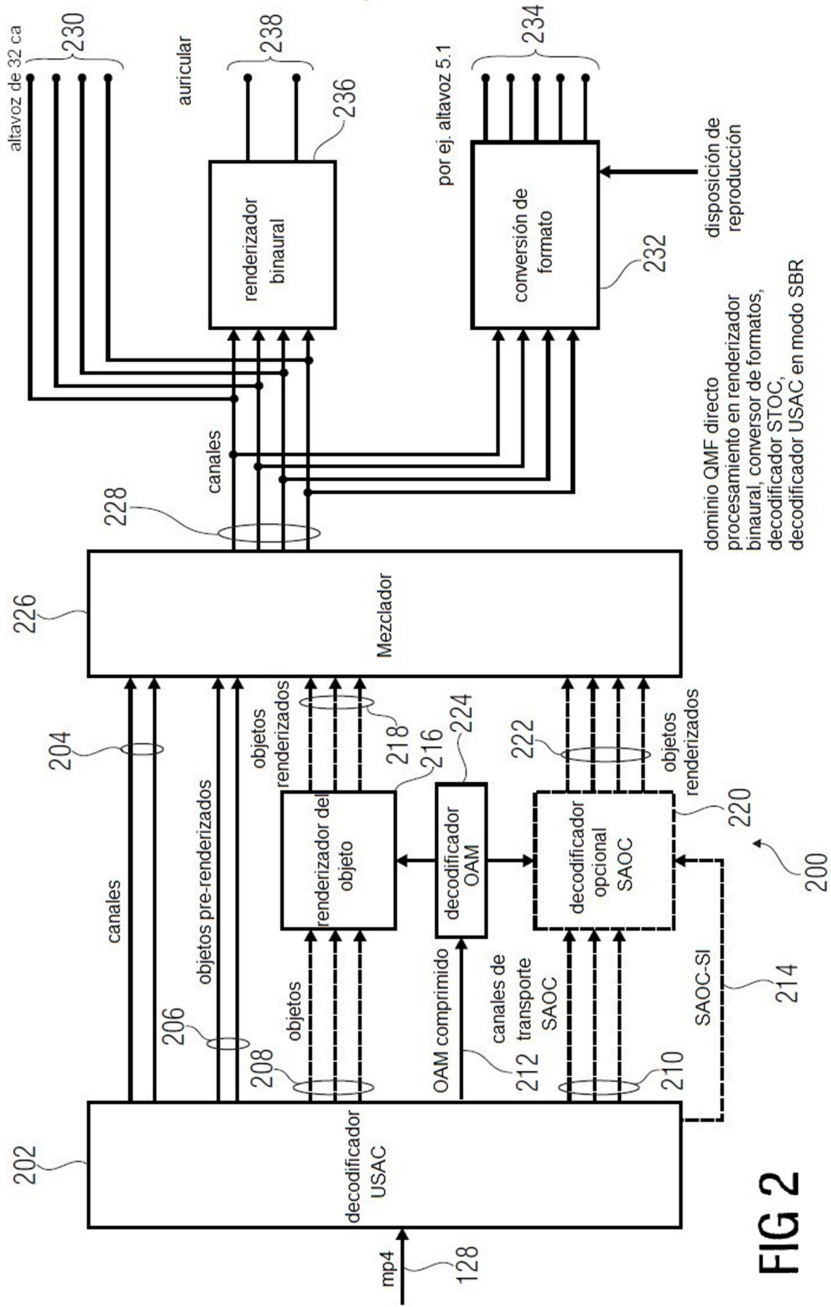 mp4
128
202
decodificador
USAC
canales
204
objetos pre-renderizados
206
objetos
208
OAM comprimido
212
canales de
transporte
SAOC
210
SAOC-SI
214
renderizador del
objeto
216
objetos
renderizados
218
decodificador
OAM
224
decodificador
opcional
SAOC
220
222
objetos
renderizados
200
226
Mezclador
228
canales
altavoz de 32 ca
230
auricular
238
renderizador
binaural
236
por ej. altavoz 5.1
234
conversión de
formato
232
disposición de
reproducción
dominio QMF directo
procesamiento en renderizador
binaural, conversor de formatos,
decodificador STOC,
decodificador USAC en modo SBR
FIG 2